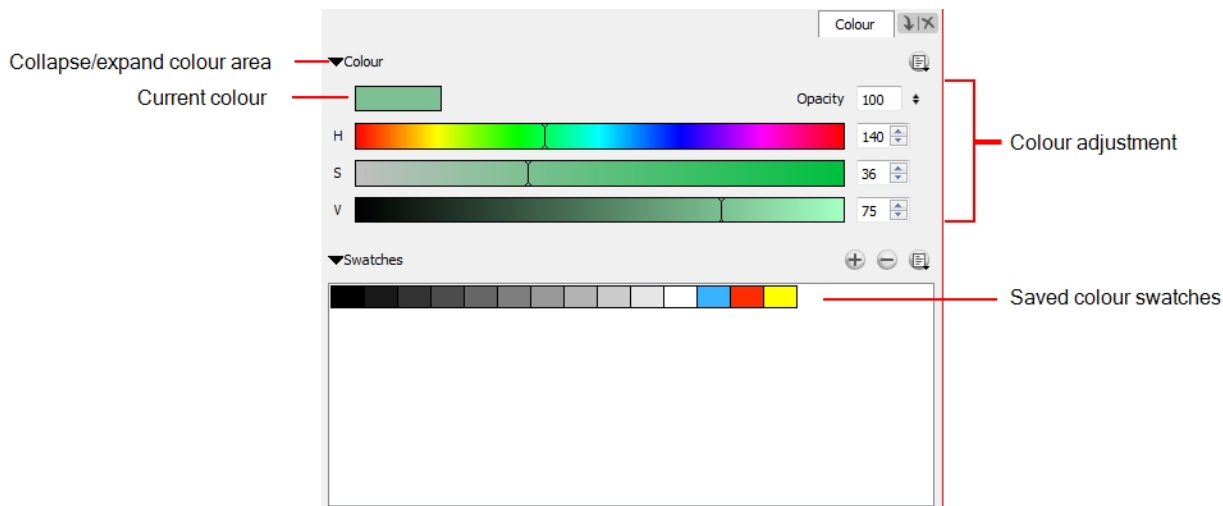 Colour
Collapse/expand colour area
Colour
Current colour
Opacity 100
H 140
Colour adjustment
S 36
V 75
Swatches
Saved colour swatches